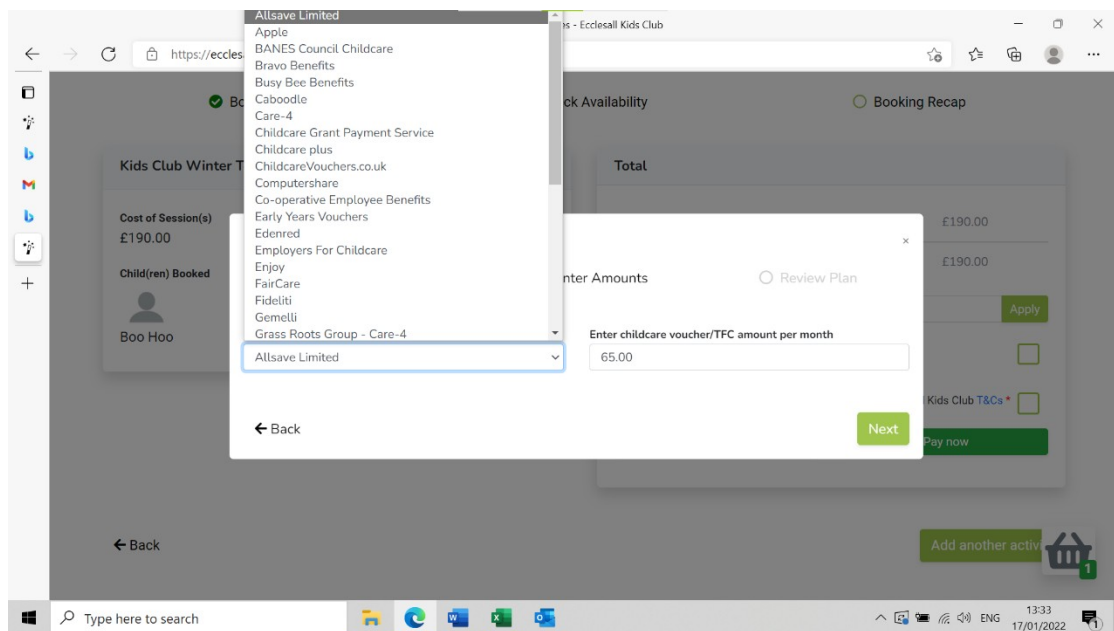 Allsave Limited
es - Ecclesall Kids Club
Apple
https://eccles
BANES Council Childcare
Bravo Benefits
Busy Bee Benefits
Caboodle
Care-4
Childcare Grant Payment Service
Childcare plus
ChildcareVouchers.co.uk
Computershare
Co-operative Employee Benefits
Early Years Vouchers
Edenred
Employers For Childcare
Enjoy
FairCare
Fideliti
Gemelli
Grass Roots Group - Care-4
Allsave Limited
Bo
ck Availability
Booking Recap
Kids Club Winter T
Total
Cost of Session(s)
£190.00
£190.00
Child(ren) Booked
£190.00
Boo Hoo
Apply
nter Amounts
Review Plan
Enter childcare voucher/TFC amount per month
65.00
Back
Next
Kids Club T&Cs *
Pay now
Back
Add another activi
1
Type here to search
ENG
13:33
17/01/2022
1